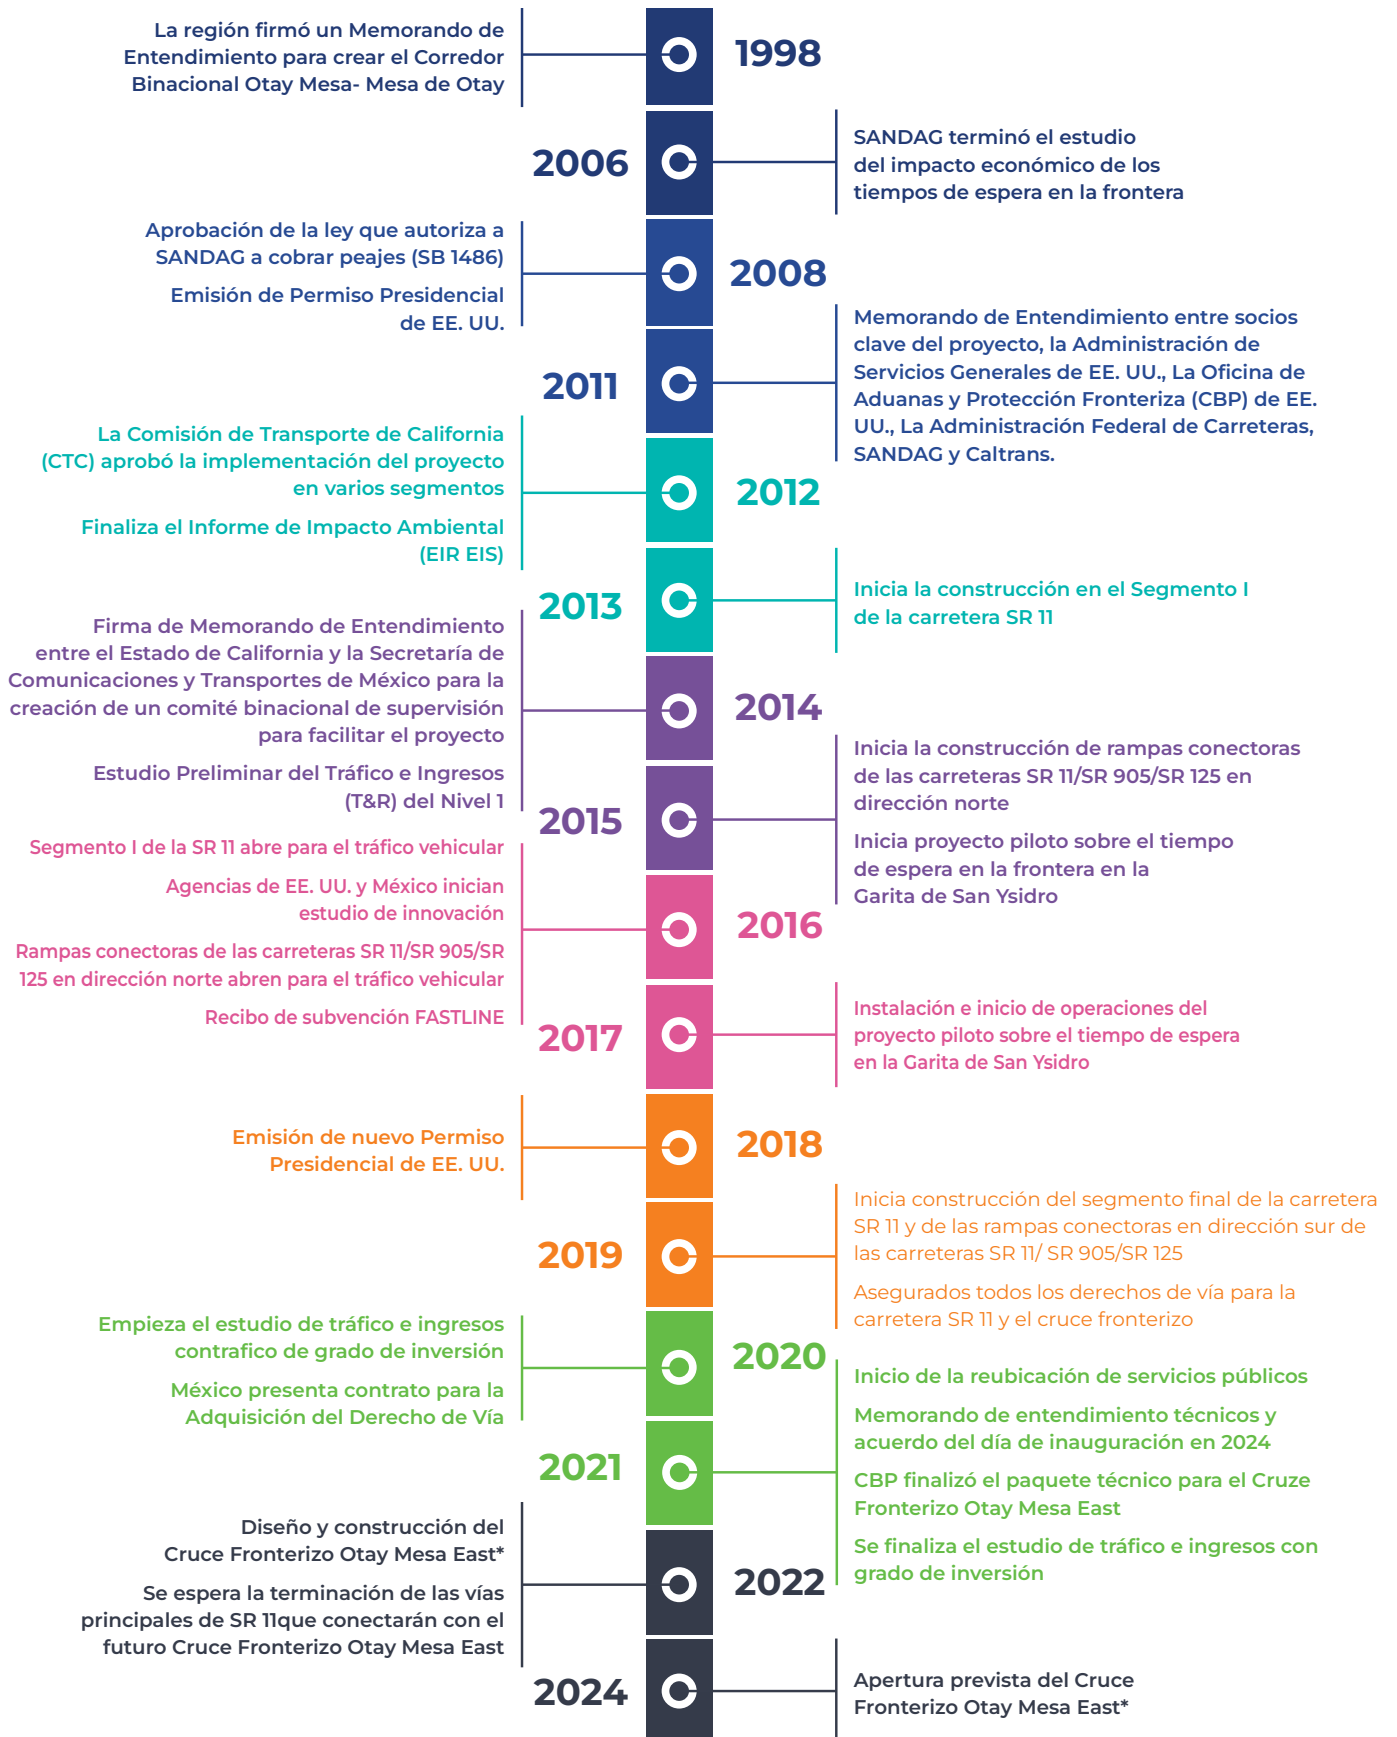 La región firmó un Memorando de
Entendimiento para crear el Corredor
Binacional Otay Mesa- Mesa de Otay
1998
2006
SANDAG terminó el estudio
del impacto económico de los
tiempos de espera en la frontera
Aprobación de la ley que autoriza a
SANDAG a cobrar peajes (SB 1486)
Emisión de Permiso Presidencial
de EE. UU.
2008
2011
Memorando de Entendimiento entre socios
clave del proyecto, la Administración de
Servicios Generales de EE. UU., La Oficina de
Aduanas y Protección Fronteriza (CBP) de EE.
UU., La Administración Federal de Carreteras,
SANDAG y Caltrans.
La Comisión de Transporte de California
(CTC) aprobó la implementación del proyecto
en varios segmentos
Finaliza el Informe de Impacto Ambiental
(EIR EIS)
2012
2013
Inicia la construcción en el Segmento I
de la carretera SR 11
Firma de Memorando de Entendimiento
entre el Estado de California y la Secretaría de
Comunicaciones y Transportes de México para la
creación de un comité binacional de supervisión
para facilitar el proyecto
Estudio Preliminar del Tráfico e Ingresos
(T&R) del Nivel 1
2014
2015
Inicia la construcción de rampas conectoras
de las carreteras SR 11/SR 905/SR 125 en
dirección norte
Inicia proyecto piloto sobre el tiempo
de espera en la frontera en la
Garita de San Ysidro
Segmento I de la SR 11 abre para el tráfico vehicular
Agencias de EE. UU. y México inician
estudio de innovación
Rampas conectoras de las carreteras SR 11/SR 905/SR
125 en dirección norte abren para el tráfico vehicular
Recibo de subvención FASTLINE
2016
2017
Instalación e inicio de operaciones del
proyecto piloto sobre el tiempo de espera
en la Garita de San Ysidro
Emisión de nuevo Permiso
Presidencial de EE. UU.
2018
2019
Inicia construcción del segmento final de la carretera
SR 11 y de las rampas conectoras en dirección sur de
las carreteras SR 11/ SR 905/SR 125
Asegurados todos los derechos de vía para la
carretera SR 11 y el cruce fronterizo
Empieza el estudio de tráfico e ingresos
contrafico de grado de inversión
México presenta contrato para la
Adquisición del Derecho de Vía
2020
2021
Inicio de la reubicación de servicios públicos
Memorando de entendimiento técnicos y
acuerdo del día de inauguración en 2024
CBP finalizó el paquete técnico para el Cruze
Fronterizo Otay Mesa East
Se finaliza el estudio de tráfico e ingresos con
grado de inversión
Diseño y construcción del
Cruce Fronterizo Otay Mesa East*
Se espera la terminación de las vías
principales de SR 11que conectarán con el
futuro Cruce Fronterizo Otay Mesa East
2022
2024
Apertura prevista del Cruce
Fronterizo Otay Mesa East*